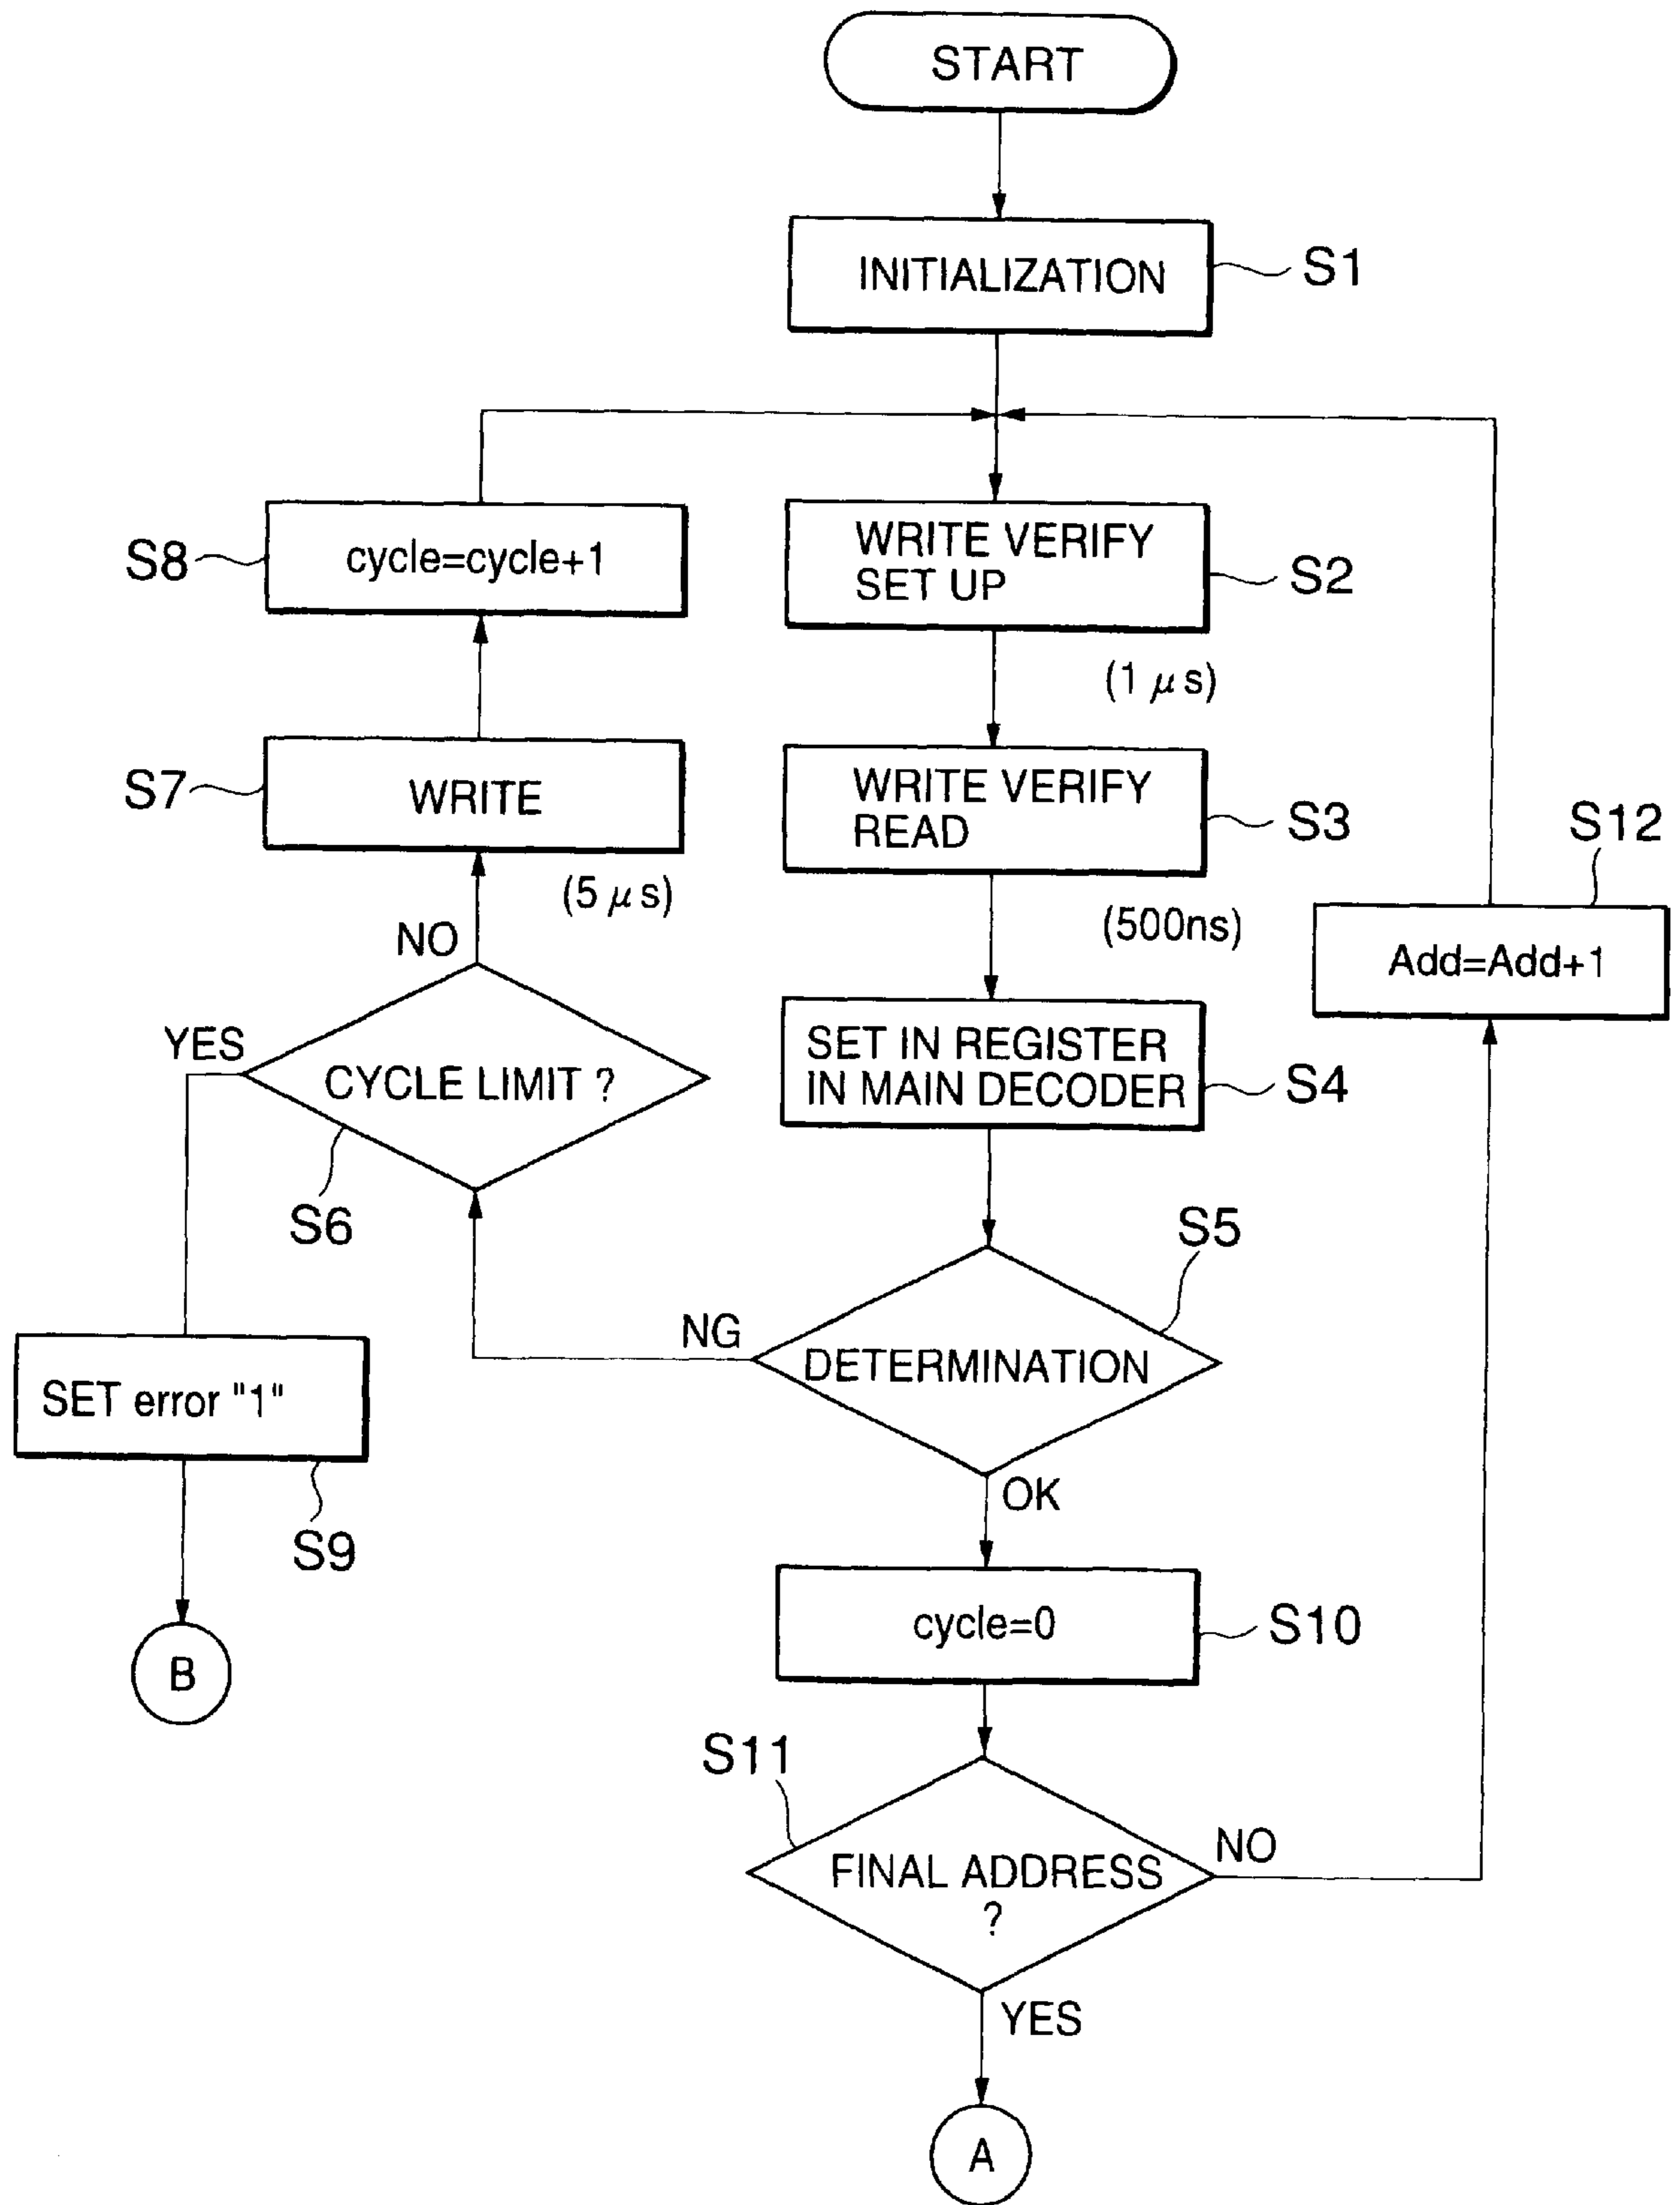 START
INITIALIZATION
S1
S8
cycle=cycle+1
WRITE VERIFY
SET UP
S2
(1 μs)
S7
WRITE
WRITE VERIFY
READ
S3
S12
(5 μs)
NO
(500ns)
Add=Add+1
YES
CYCLE LIMIT ?
SET IN REGISTER
IN MAIN DECODER
S4
S6
S5
NG
DETERMINATION
SET error "1"
OK
S9
cycle=0
S10
B
S11
FINAL ADDRESS
?
NO
YES
A